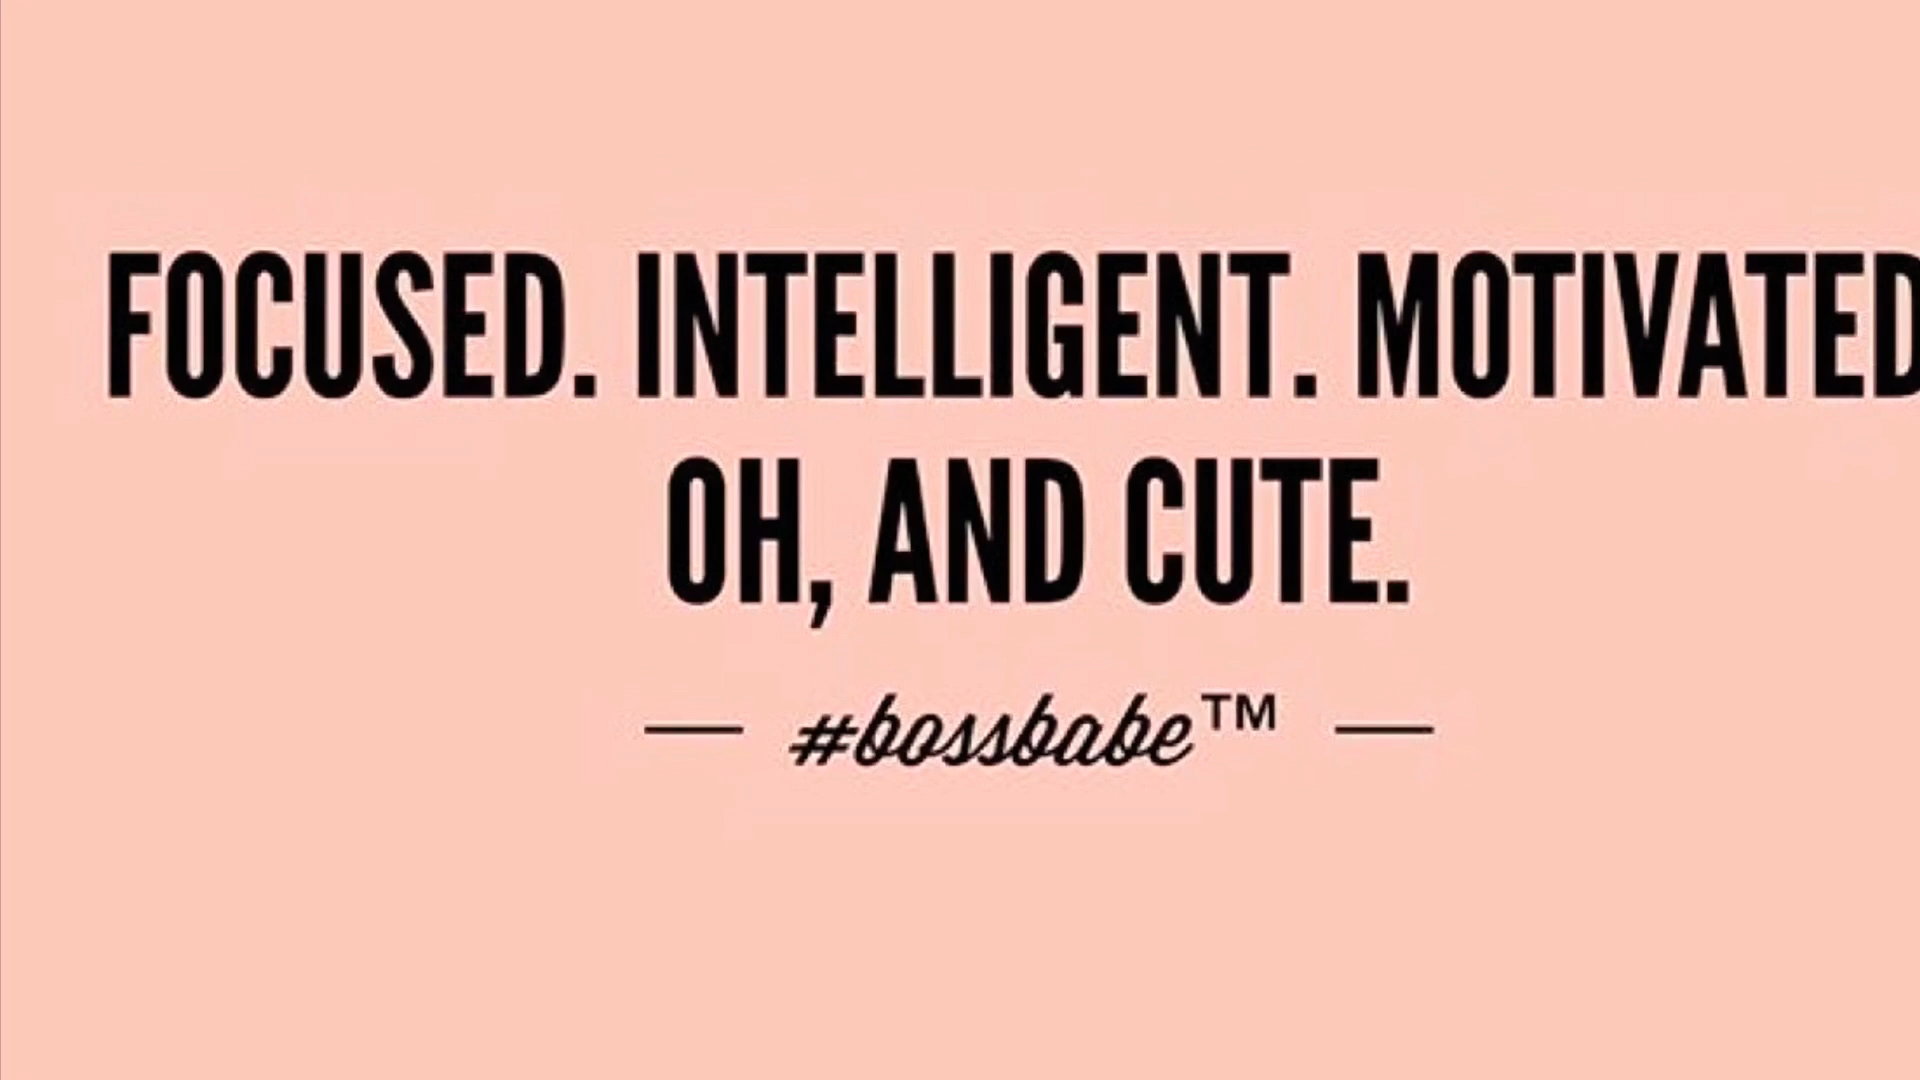 FOCUSED. INTELLIGENT. MOTIVATED
OH, AND CUTE.
— #bossbabe™ —